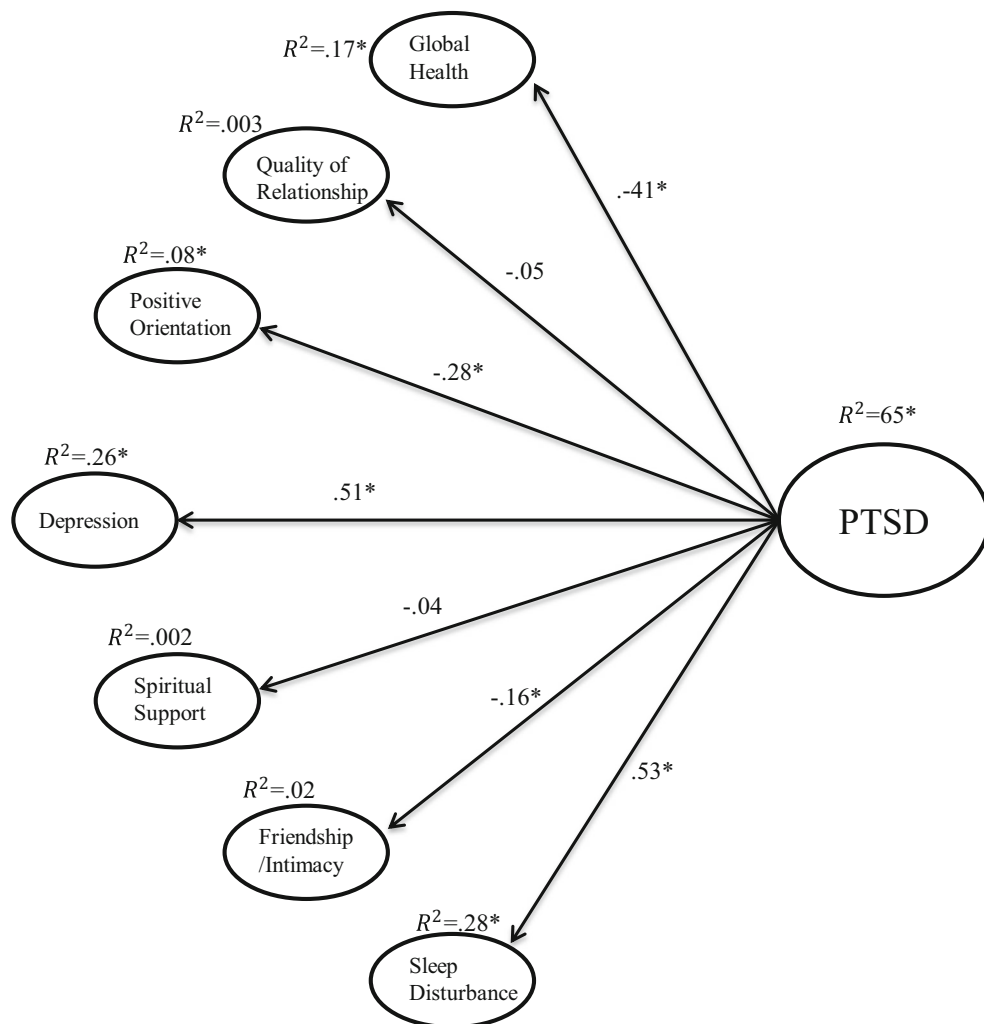 R²=.17*
Global
Health
R²=.003
Quality of
Relationship
.-41*
-.05
R²=.08*
Positive
Orientation
-.28*
R²=65*
PTSD
R²=.26*
Depression
.51*
-.04
R²=.002
Spiritual
Support
-.16*
.53*
R²=.02
Friendship
/Intimacy
R²=.28*
Sleep
Disturbance